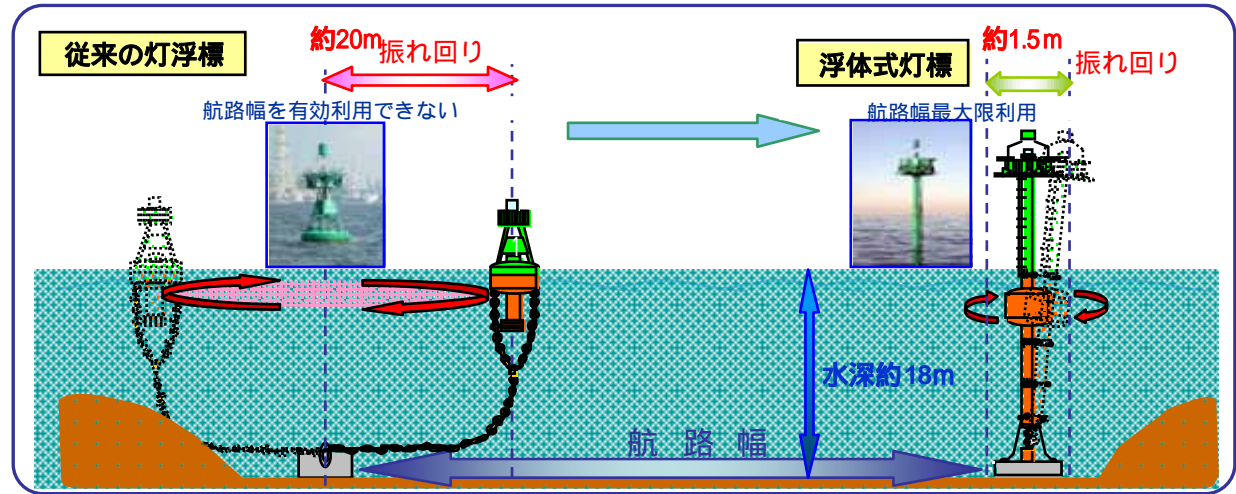 従来の灯浮標
約20m
振れ回り
航路幅を有効利用できない
浮体式灯標
約1.5m
振れ回り
航路幅最大限利用
水深約18m
航路幅